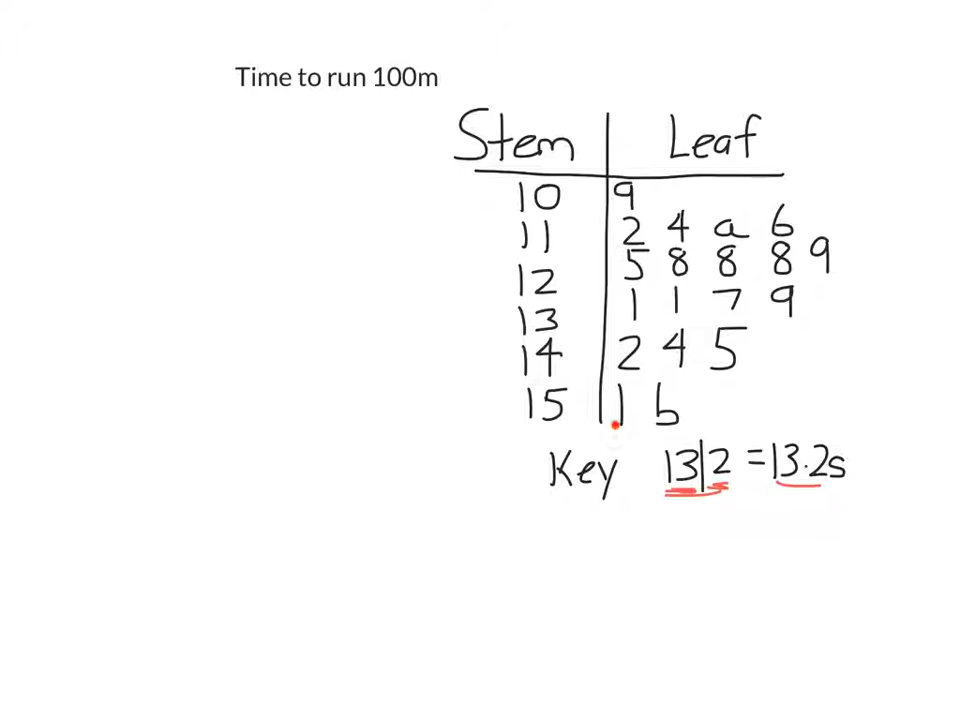 Time to run 100m
Stem | Leaf
10 | 9
11 | 2 4 a 6
12 | 5 8 8 8 9
13 | 1 1 7 9
14 | 2 4 5
15 | 1 b
Key 13|2 = 13.2s